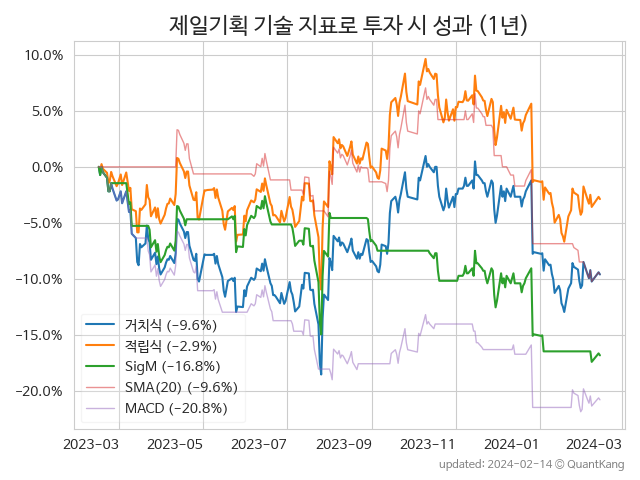 제일기획 기술 지표로 투자 시 성과 (1년)
10.0%
5.0%
0.0%
−5.0%
−10.0%
−15.0%
−20.0%
거치식 (−9.6%)
적립식 (−2.9%)
SigM (−16.8%)
SMA(20) (−9.6%)
MACD (−20.8%)
2023-03 2023-05 2023-07 2023-09 2023-11 2024-01 2024-03
updated: 2024-02-14 ⓒ QuantKang